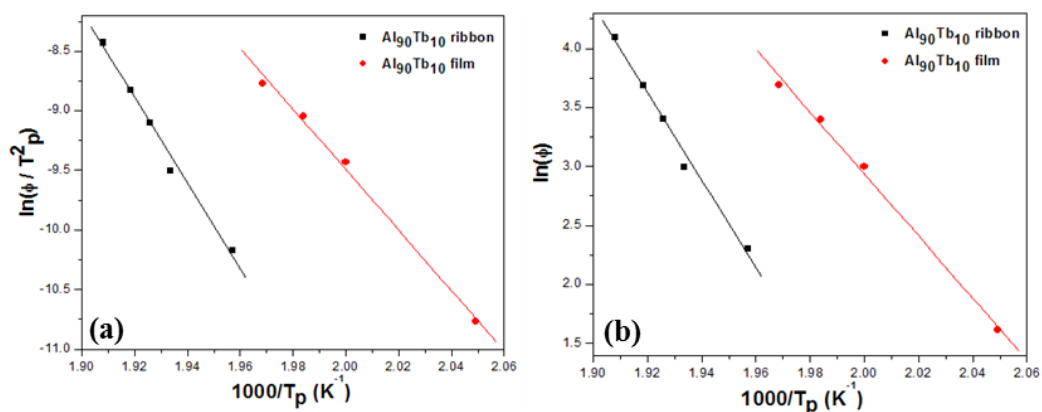 Al₉₀Tb₁₀ ribbon
Al₉₀Tb₁₀ film
-8.5
-9.0
-9.5
-10.0
-10.5
-11.0
ln(ϕ / T²p)
(a)
1.90 1.92 1.94 1.96 1.98 2.00 2.02 2.04 2.06
1000/Tₚ (K⁻¹)
Al₉₀Tb₁₀ ribbon
Al₉₀Tb₁₀ film
4.0
3.5
3.0
2.5
2.0
1.5
ln(ϕ)
(b)
1.90 1.92 1.94 1.96 1.98 2.00 2.02 2.04 2.06
1000/Tₚ (K⁻¹)